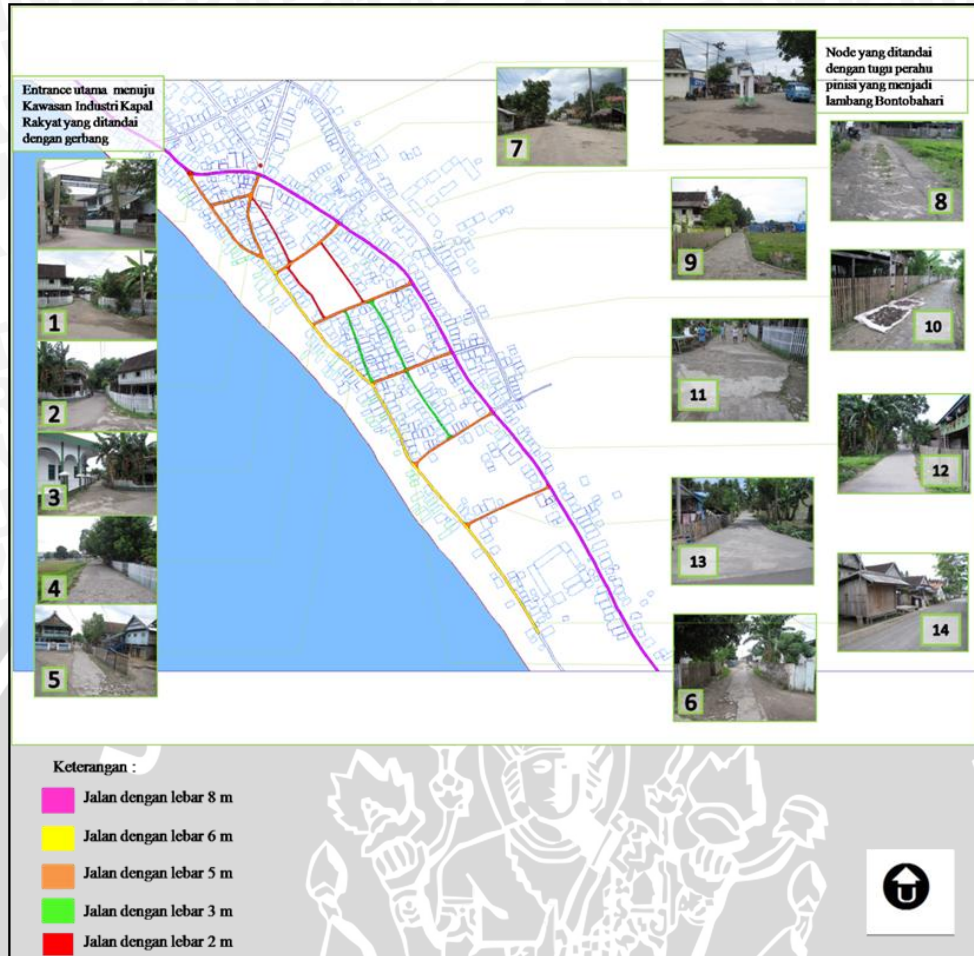 Entrance utama menuju
Kawasan Industri Kapal
Rakyat yang ditandai
dengan gerbang
Node yang ditandai
dengan tugu perahu
pinisi yang menjadi
lambang Bontobahari
1
2
3
4
5
7
8
9
10
11
12
13
14
6
Keterangan :
Jalan dengan lebar 8 m
Jalan dengan lebar 6 m
Jalan dengan lebar 5 m
Jalan dengan lebar 3 m
Jalan dengan lebar 2 m
U